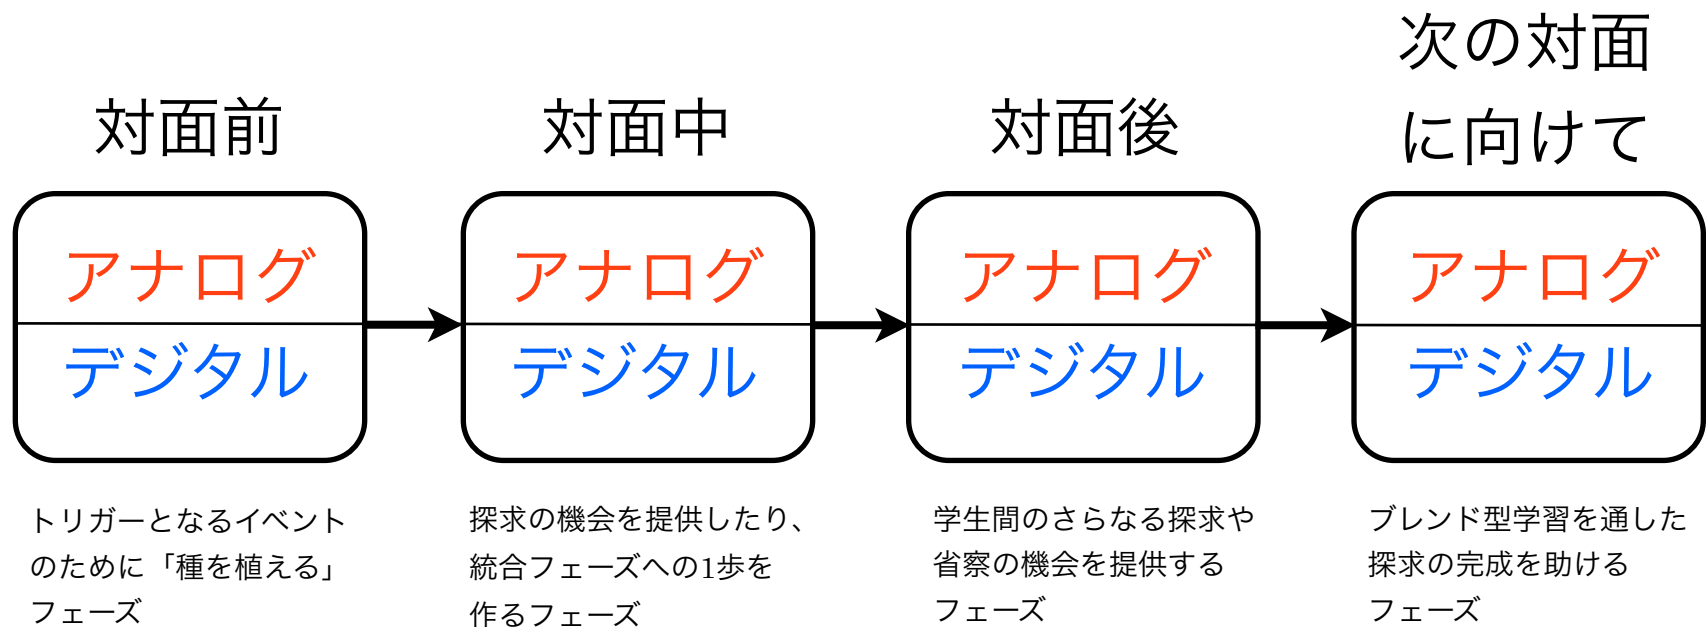 対面前
アナログ
デジタル
トリガーとなるイベント
のために「種を植える」
フェーズ
対面中
アナログ
デジタル
探求の機会を提供したり、
統合フェーズへの1歩を
作るフェーズ
対面後
アナログ
デジタル
学生間のさらなる探求や
省察の機会を提供する
フェーズ
次の対面
に向けて
アナログ
デジタル
ブレンド型学習を通した
探求の完成を助ける
フェーズ